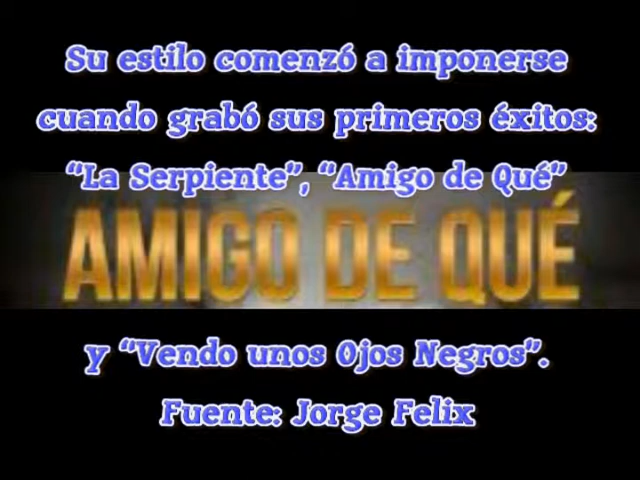 Su estilo comenzó a imponerse
cuando grabó sus primeros éxitos:
“La Serpiente”, “Amigo de Qué”
AMIGO DE QUÉ
y “Vendo unos Ojos Negros”.
Fuente: Jorge Felix